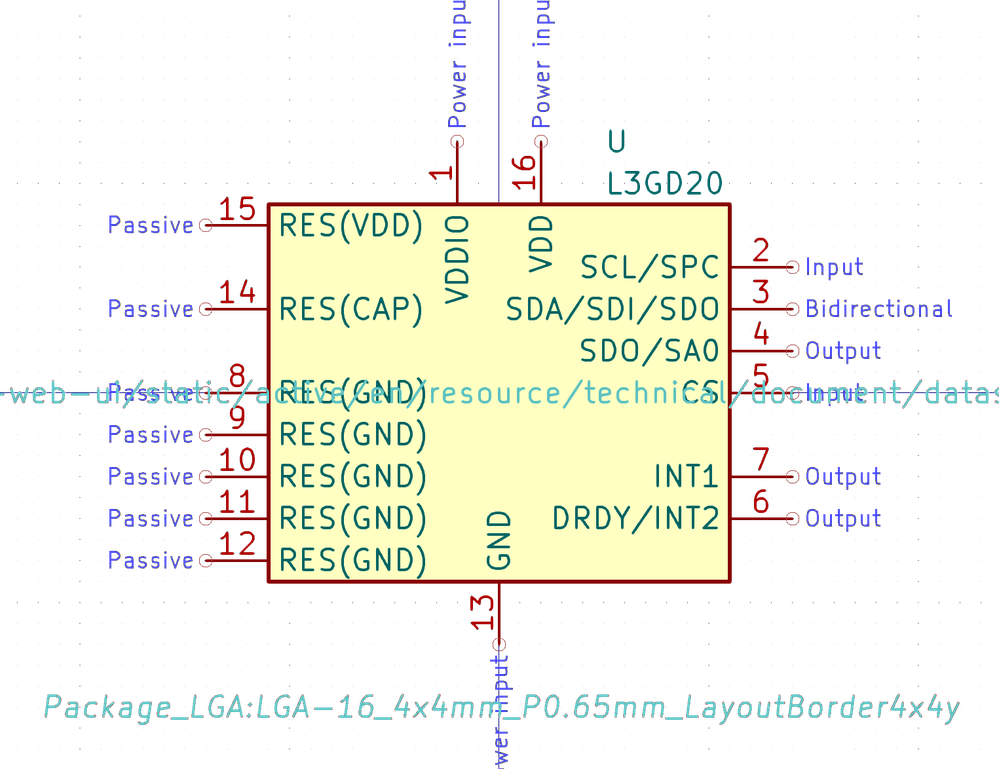 Power input
Power input
U
L3GD20
1
16
VDDIO
VDD
Passive 15 RES(VDD)
SCL/SPC 2 Input
Passive 14 RES(CAP)
SDA/SDI/SDO 3 Bidirectional
SDO/SA0 4 Output
Passive 8 RES(GND)
CS 5 Input
-web-ui/static/active/en/resource/technical/document/datas
Passive 9 RES(GND)
Passive 10 RES(GND)
INT1 7 Output
Passive 11 RES(GND)
DRDY/INT2 6 Output
Passive 12 RES(GND)
GND
13
wer input
Package_LGA:LGA-16_4x4mm_P0.65mm_LayoutBorder4x4y